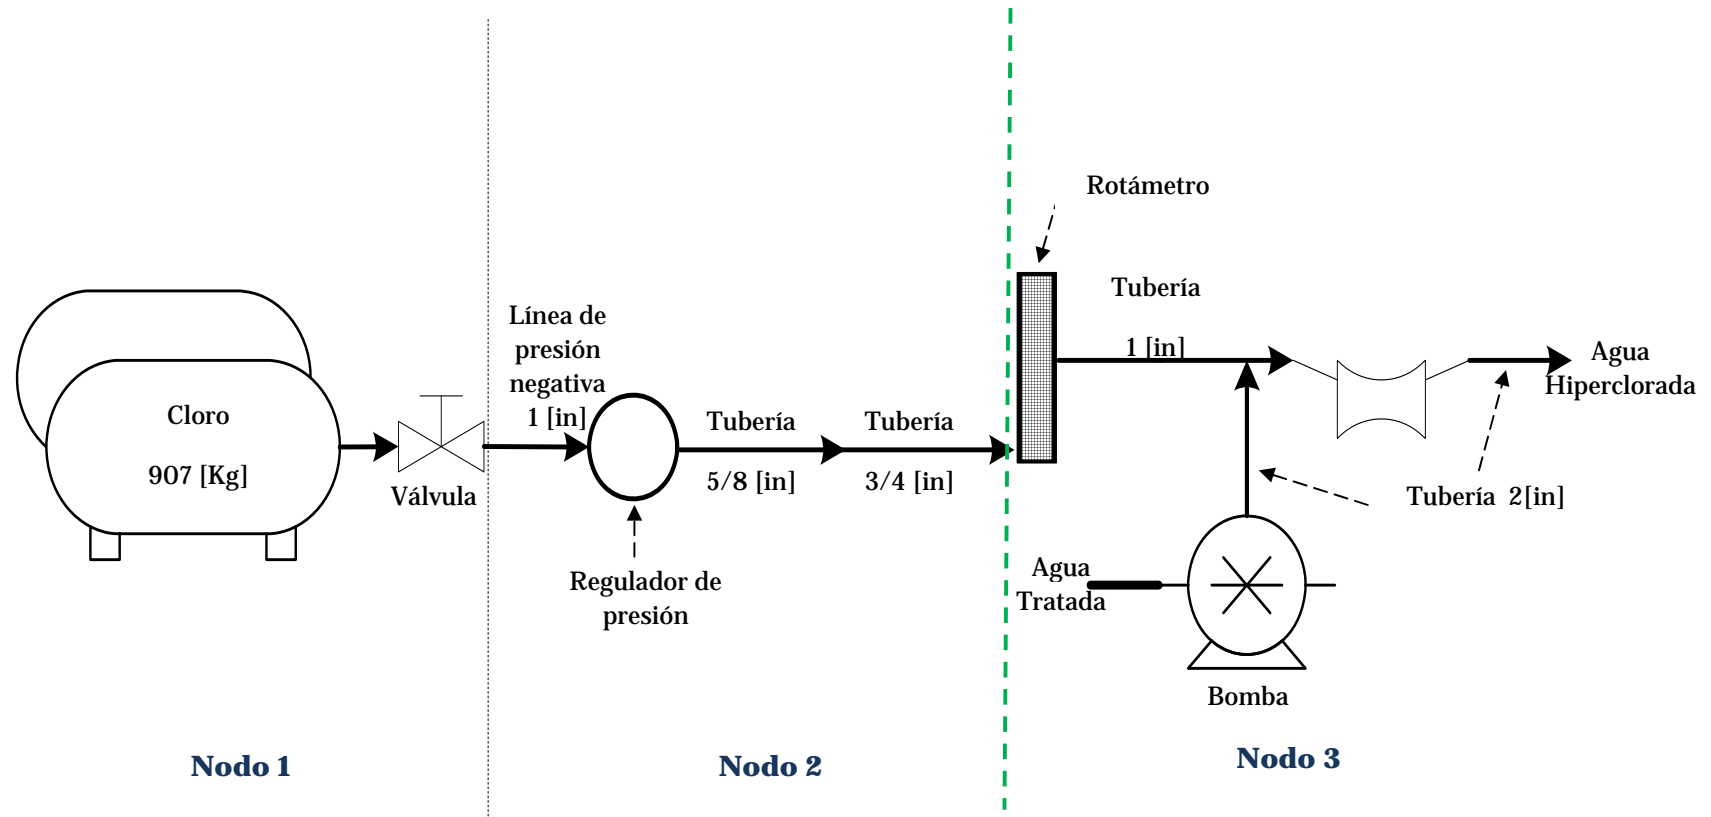 Cloro
907 [Kg]
Válvula
Línea de
presión
negativa
1 [in]
Regulador de
presión
Tubería
5/8 [in]
Tubería
3/4 [in]
Rotámetro
Tubería
1 [in]
Agua
Hiperclorada
Tubería 2[in]
Agua
Tratada
Bomba
Nodo 1
Nodo 2
Nodo 3